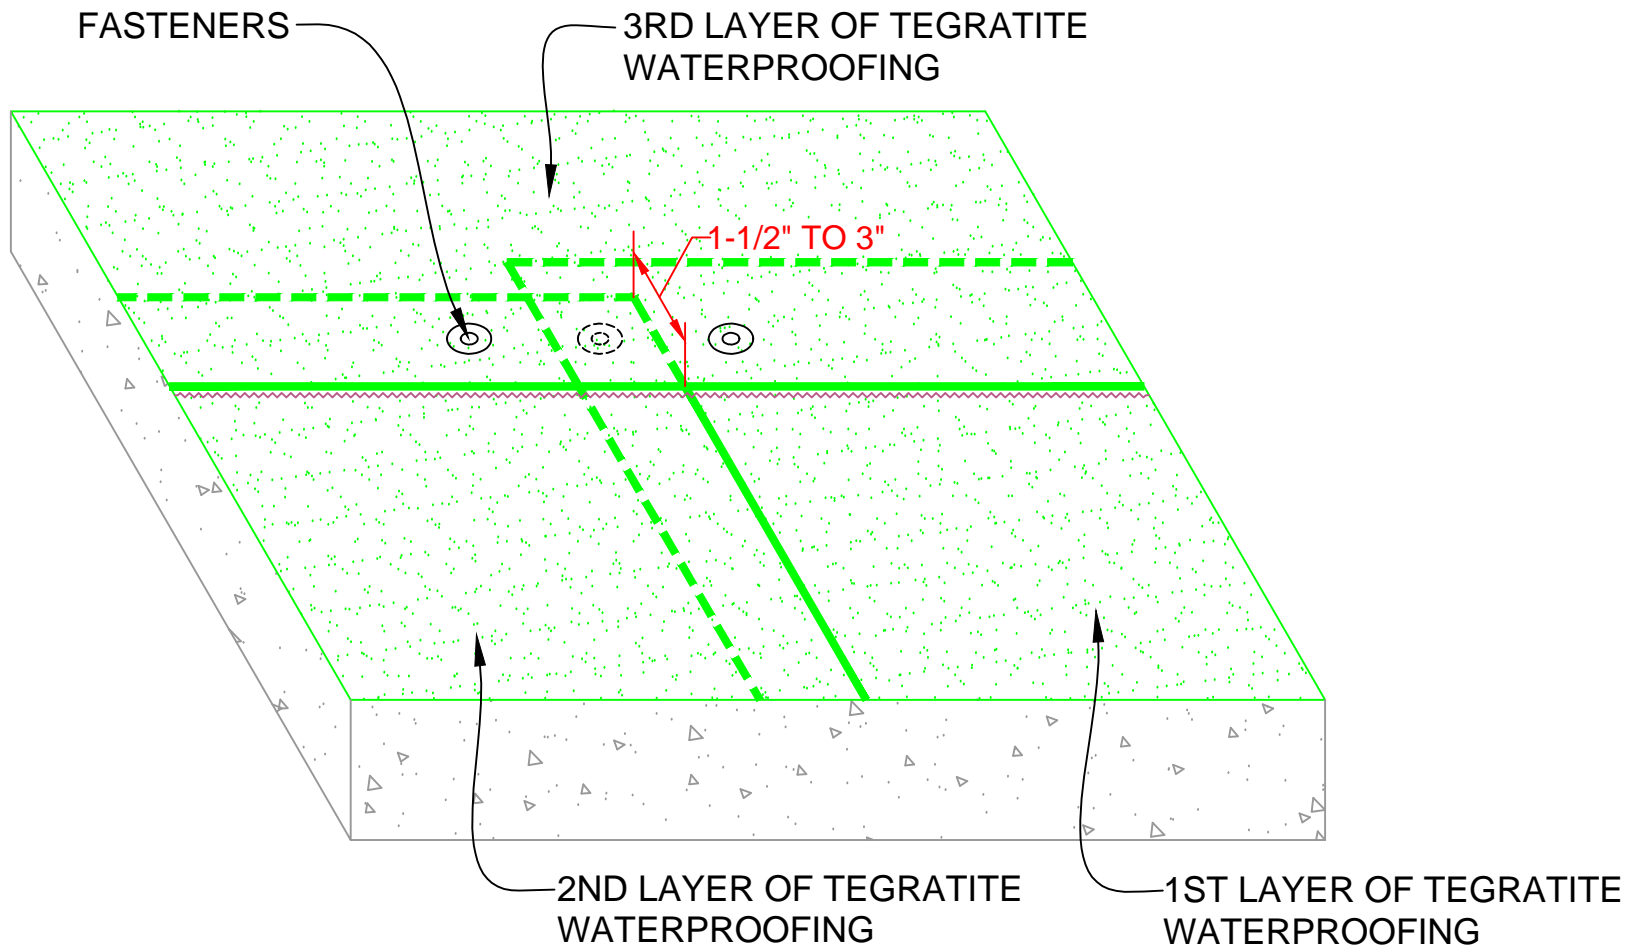 FASTENERS
3RD LAYER OF TEGRATITE
WATERPROOFING
1-1/2" TO 3"
2ND LAYER OF TEGRATITE
WATERPROOFING
1ST LAYER OF TEGRATITE
WATERPROOFING